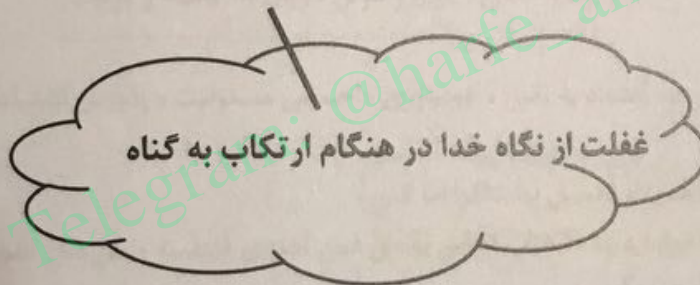 غفلت از نگاه خدا در هنگام ارتکاب به گناه
Telegram: @harfe_a